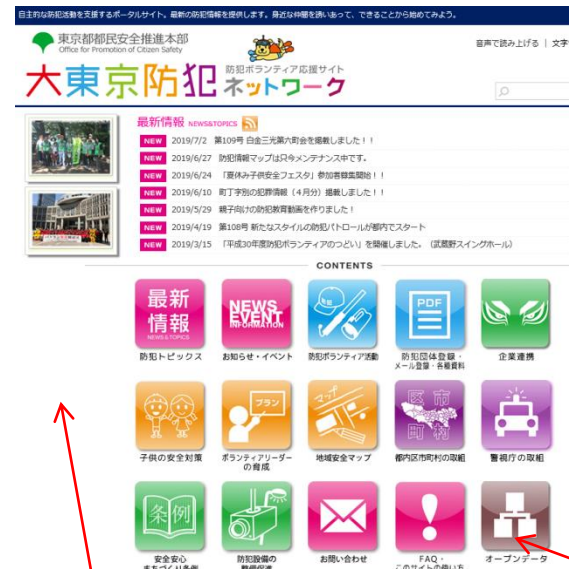 自主的な防犯活動を支援するポータルサイト。最新の防犯情報を提供します。身近な仲間を誘いあって、できることから始めてみよう。
東京都都民安全推進本部
Office for Promotion of Citizen Safety
音声で読み上げる | 文字
大東京防犯
防犯ボランティア応援サイト
ネットワーク
最新情報 NEWS&TOPICS
NEW 2019/7/2 第109号 白金三光第六町会を掲載しました！！
NEW 2019/6/27 防犯情報マップは只今メンテナンス中です。
NEW 2019/6/24 「夏休み子供安全フェスタ」参加者募集開始！！
NEW 2019/6/10 町丁字別の犯罪情報（４月分）掲載しました！！
NEW 2019/5/29 親子向けの防犯教育動画を作りました！
NEW 2019/4/19 第108号 新たなスタイルの防犯パトロールが都内でスタート
NEW 2019/3/15 「平成30年度防犯ボランティアのつどい」を開催しました。（武蔵野スイングホール）
CONTENTS
最新
情報
NEWS&TOPICS
NEWS
EVENT
INFORMATION
PDF
防犯トピックス
お知らせ・イベント
防犯ボランティア活動
防犯団体登録・
メール登録・各種資料
企業連携
プラン
マップ
区市
町村
子供の安全対策
ボランティアリーダー
の育成
地域安全マップ
都内区市町村の取組
警視庁の取組
条例
安全安心
まちづくり条例
防犯設備の
整備促進
お問い合わせ
FAQ・
このサイトの使い方
オープンデータ